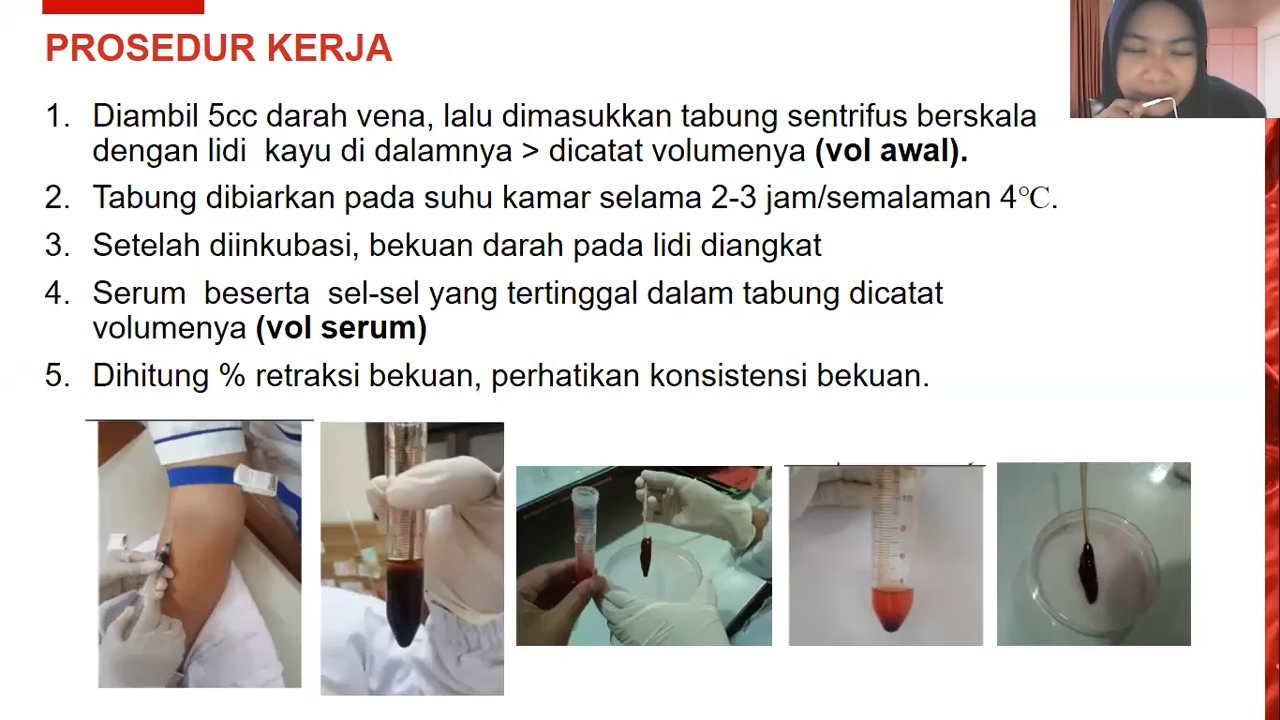 PROSEDUR KERJA
1. Diambil 5cc darah vena, lalu dimasukkan tabung sentrifus berskala
dengan lidi kayu di dalamnya > dicatat volumenya (vol awal).
2. Tabung dibiarkan pada suhu kamar selama 2-3 jam/semalaman 4℃.
3. Setelah diinkubasi, bekuan darah pada lidi diangkat
4. Serum beserta sel-sel yang tertinggal dalam tabung dicatat
volumenya (vol serum)
5. Dihitung % retraksi bekuan, perhatikan konsistensi bekuan.